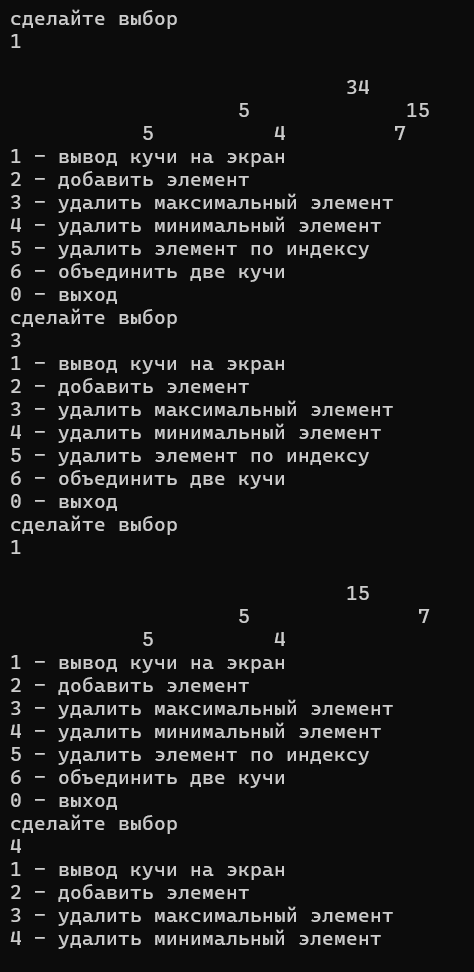 сделайте выбор
1
34
5 15
5 4 7
1 - вывод кучи на экран
2 - добавить элемент
3 - удалить максимальный элемент
4 - удалить минимальный элемент
5 - удалить элемент по индексу
6 - объединить две кучи
0 - выход
сделайте выбор
3
1 - вывод кучи на экран
2 - добавить элемент
3 - удалить максимальный элемент
4 - удалить минимальный элемент
5 - удалить элемент по индексу
6 - объединить две кучи
0 - выход
сделайте выбор
1
15
5 7
5 4
1 - вывод кучи на экран
2 - добавить элемент
3 - удалить максимальный элемент
4 - удалить минимальный элемент
5 - удалить элемент по индексу
6 - объединить две кучи
0 - выход
сделайте выбор
4
1 - вывод кучи на экран
2 - добавить элемент
3 - удалить максимальный элемент
4 - удалить минимальный элемент